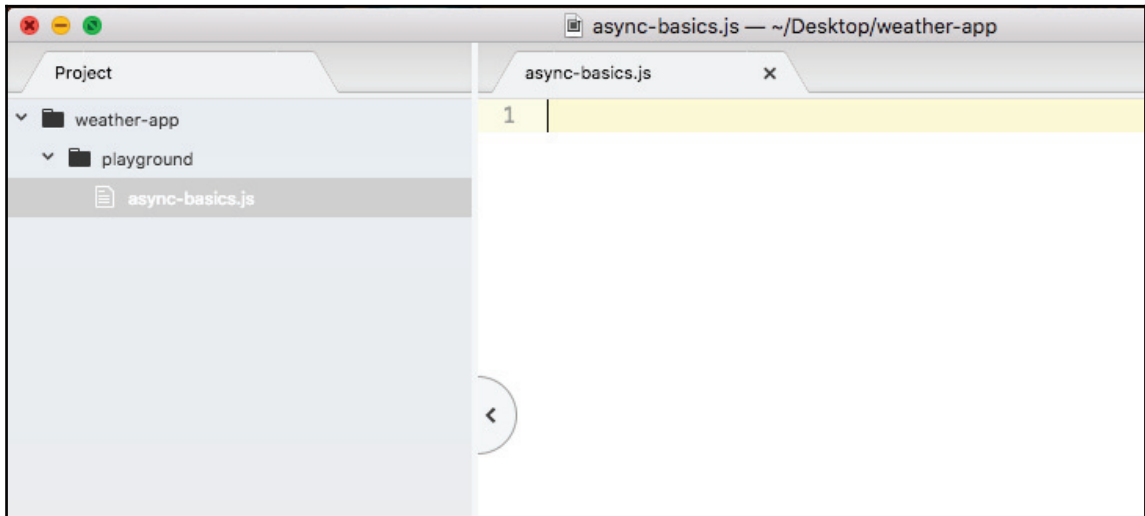 async-basics.js — ~/Desktop/weather-app
Project
async-basics.js
weather-app
1
playground
async-basics.js